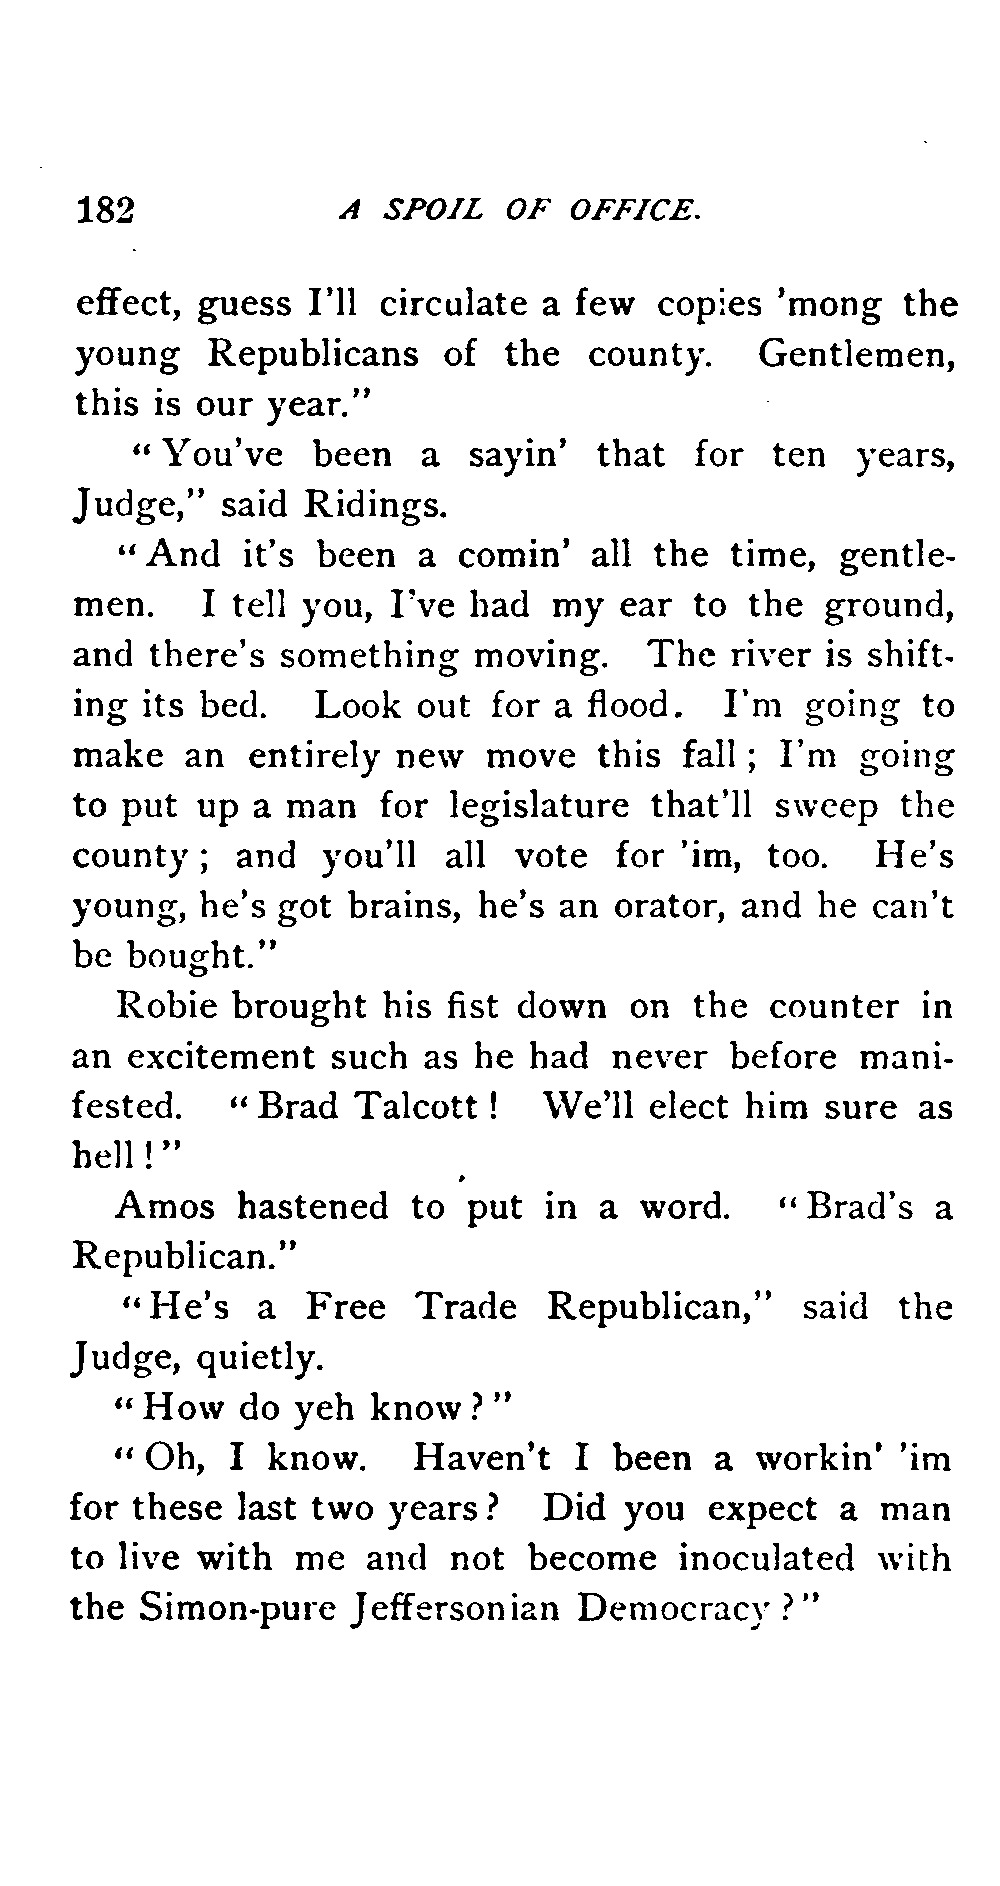 182 A SPOIL OF OFFICE.
effect, guess I'll circulate a few copies 'mong the
young Republicans of the county. Gentlemen,
this is our year."
"You've been a sayin' that for ten years,
Judge," said Ridings.
"And it's been a comin' all the time, gentle-
men. I tell you, I've had my ear to the ground,
and there's something moving. The river is shift-
ing its bed. Look out for a flood. I'm going to
make an entirely new move this fall; I'm going
to put up a man for legislature that'll sweep the
county; and you'll all vote for 'im, too. He's
young, he's got brains, he's an orator, and he can't
be bought."
Robie brought his fist down on the counter in
an excitement such as he had never before mani-
fested. "Brad Talcott! We'll elect him sure as
hell!"
Amos hastened to put in a word. "Brad's a
Republican."
"He's a Free Trade Republican," said the
Judge, quietly.
"How do yeh know?"
"Oh, I know. Haven't I been a workin' 'im
for these last two years? Did you expect a man
to live with me and not become inoculated with
the Simon-pure Jeffersonian Democracy?"